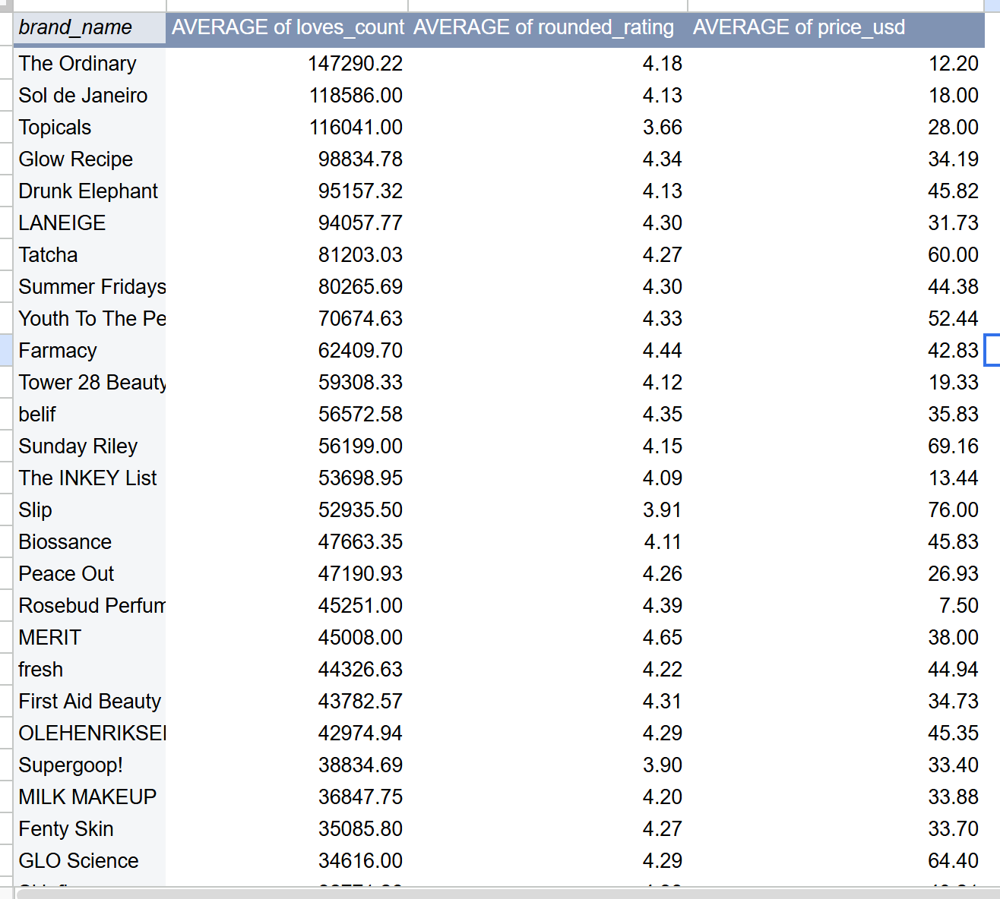 brand_name AVERAGE of loves_count AVERAGE of rounded_rating AVERAGE of price_usd
The Ordinary 147290.22 4.18 12.20
Sol de Janeiro 118586.00 4.13 18.00
Topicals 116041.00 3.66 28.00
Glow Recipe 98834.78 4.34 34.19
Drunk Elephant 95157.32 4.13 45.82
LANEIGE 94057.77 4.30 31.73
Tatcha 81203.03 4.27 60.00
Summer Fridays 80265.69 4.30 44.38
Youth To The Pe 70674.63 4.33 52.44
Farmacy 62409.70 4.44 42.83
Tower 28 Beauty 59308.33 4.12 19.33
belif 56572.58 4.35 35.83
Sunday Riley 56199.00 4.15 69.16
The INKEY List 53698.95 4.09 13.44
Slip 52935.50 3.91 76.00
Biossance 47663.35 4.11 45.83
Peace Out 47190.93 4.26 26.93
Rosebud Perfum 45251.00 4.39 7.50
MERIT 45008.00 4.65 38.00
fresh 44326.63 4.22 44.94
First Aid Beauty 43782.57 4.31 34.73
OLEHENRIKSE 42974.94 4.29 45.35
Supergoop! 38834.69 3.90 33.40
MILK MAKEUP 36847.75 4.20 33.88
Fenty Skin 35085.80 4.27 33.70
GLO Science 34616.00 4.29 64.40